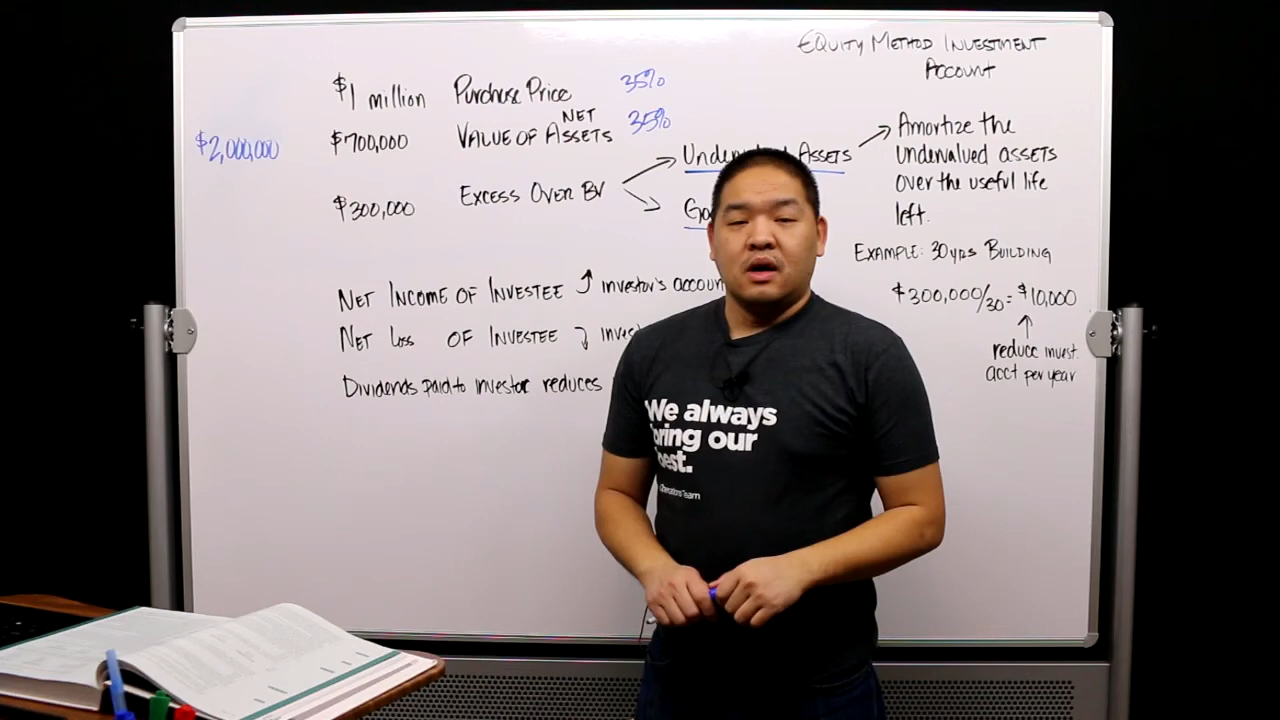 EQUITY METHOD INVESTMENT
ACCOUNT
$1 million Purchase Price 35%
NET
$2,000,000 $700,000 VALUE OF ASSETS 35%
$300,000 EXCESS OVER BV
ASSETS
Amortize the
undervalued assets
over the useful life
left.
EXAMPLE: 30yrs BUILDING
$300,000/30 = $10,000
reduce invest.
acct per year
NET INCOME OF INVESTEE investor's
NET Loss OF INVESTEE
Dividends paid to investor reduces
We always
bring our
best.
Team